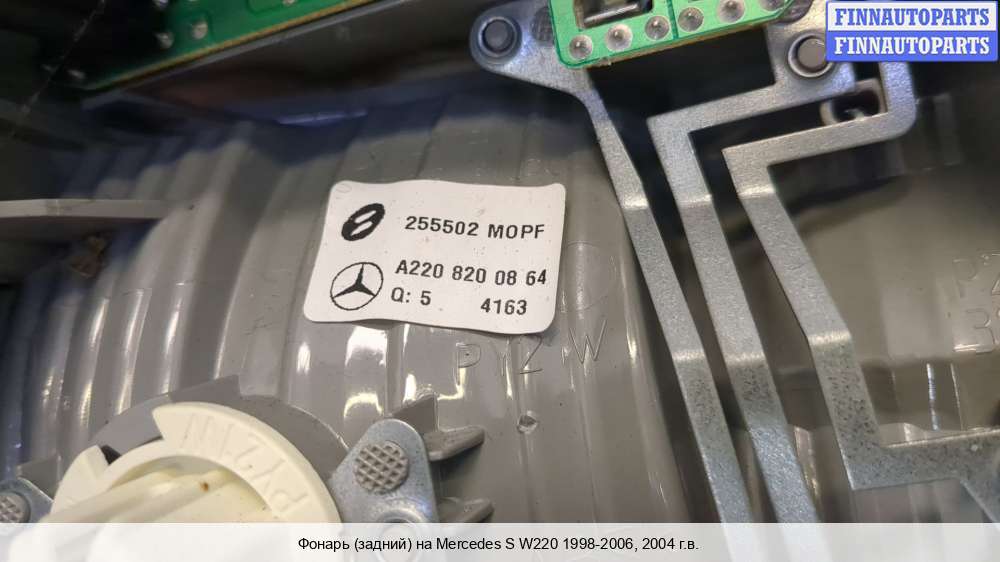 FINNAUTOPARTS
FINNAUTOPARTS
255502 MOPF
A220 820 08 64
Q: 5 4163
PY2 W
PY21W
Фонарь (задний) на Mercedes S W220 1998-2006, 2004 г.в.